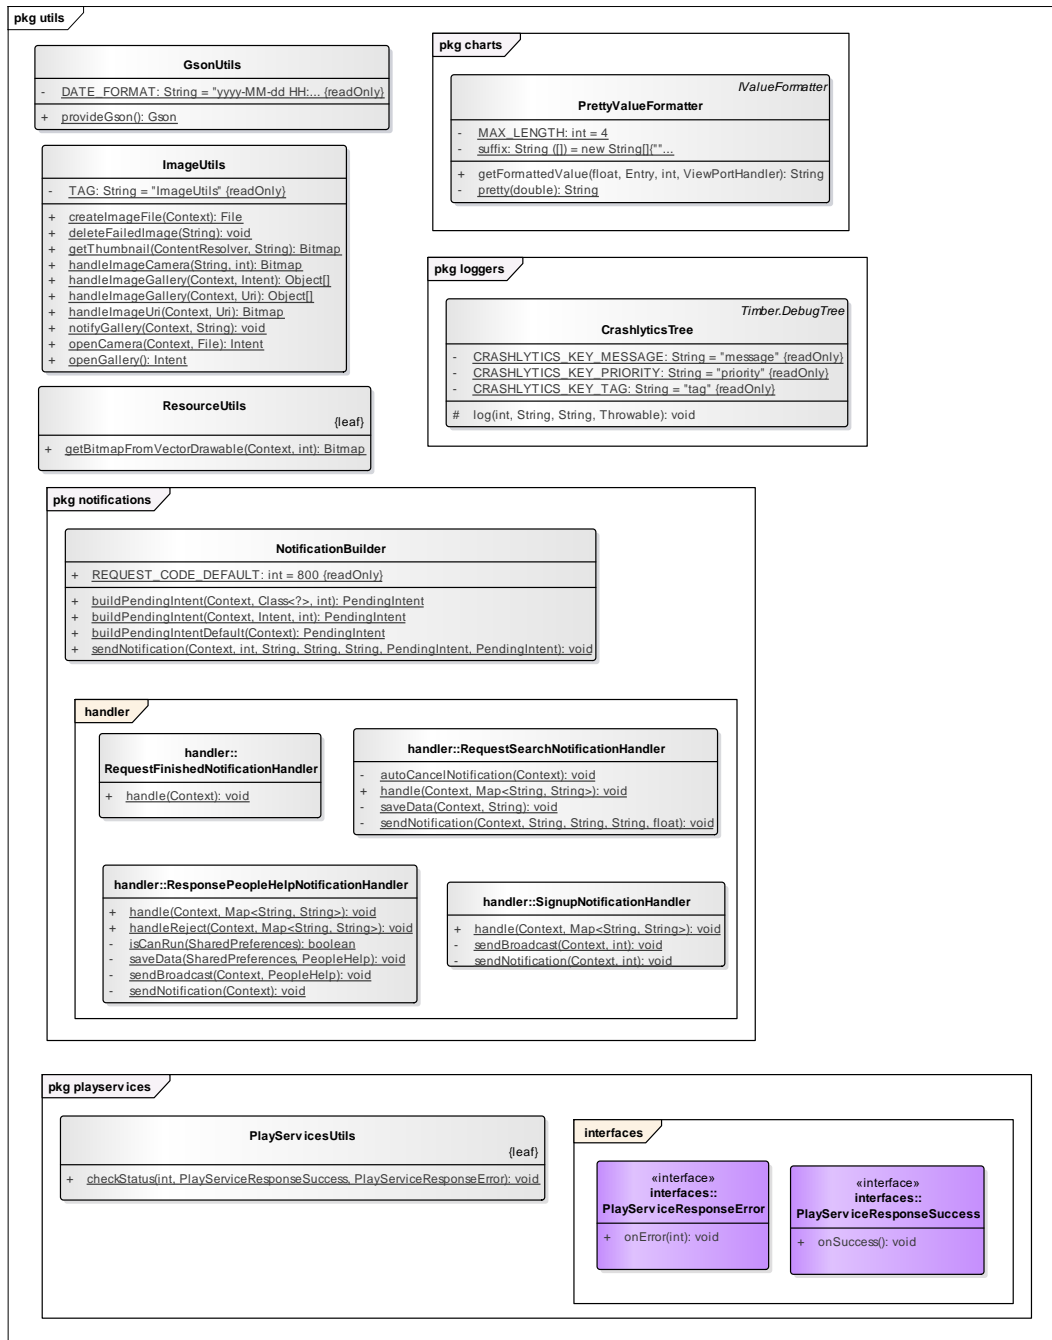 pkg utils
GsonUtils
- DATE_FORMAT: String = "yyyy-MM-dd HH:... {readOnly}
+ provideGson(): Gson
ImageUtils
- TAG: String = "ImageUtils" {readOnly}
+ createImageFile(Context): File
+ deleteFailedImage(String): void
+ getThumbnail(ContentResolver, String): Bitmap
+ handleImageCamera(String, int): Bitmap
+ handleImageGallery(Context, Intent): Object[]
+ handleImageGallery(Context, Uri): Object[]
+ handleImageUri(Context, Uri): Bitmap
+ notifyGallery(Context, String): void
+ openCamera(Context, File): Intent
+ openGallery(): Intent
ResourceUtils
{leaf}
+ getBitmapFromVectorDrawable(Context, int): Bitmap
pkg charts
IValueFormatter
PrettyValueFormatter
- MAX_LENGTH: int = 4
- suffix: String ([]) = new String[]{""...
+ getFormattedValue(float, Entry, int, ViewPortHandler): String
- pretty(double): String
pkg loggers
Timber.DebugTree
CrashlyticsTree
- CRASHLYTICS_KEY_MESSAGE: String = "message" {readOnly}
- CRASHLYTICS_KEY_PRIORITY: String = "priority" {readOnly}
- CRASHLYTICS_KEY_TAG: String = "tag" {readOnly}
# log(int, String, String, Throwable): void
pkg notifications
NotificationBuilder
+ REQUEST_CODE_DEFAULT: int = 800 {readOnly}
+ buildPendingIntent(Context, Class<?>, int): PendingIntent
+ buildPendingIntent(Context, Intent, int): PendingIntent
+ buildPendingIntentDefault(Context): PendingIntent
+ sendNotification(Context, int, String, String, String, PendingIntent, PendingIntent): void
handler
handler::
RequestFinishedNotificationHandler
+ handle(Context): void
handler::RequestSearchNotificationHandler
- autoCancelNotification(Context): void
+ handle(Context, Map<String, String>): void
- saveData(Context, String): void
- sendNotification(Context, String, String, String, float): void
handler::ResponsePeopleHelpNotificationHandler
+ handle(Context, Map<String, String>): void
+ handleReject(Context, Map<String, String>): void
- isCanRun(SharedPreferences): boolean
- saveData(SharedPreferences, PeopleHelp): void
- sendBroadcast(Context, PeopleHelp): void
- sendNotification(Context): void
handler::SignupNotificationHandler
+ handle(Context, Map<String, String>): void
- sendBroadcast(Context, int): void
- sendNotification(Context, int): void
pkg playservices
PlayServicesUtils
{leaf}
+ checkStatus(int, PlayServiceResponseSuccess, PlayServiceResponseError): void
interfaces
«interface»
interfaces::
PlayServiceResponseError
+ onError(int): void
«interface»
interfaces::
PlayServiceResponseSuccess
+ onSuccess(): void